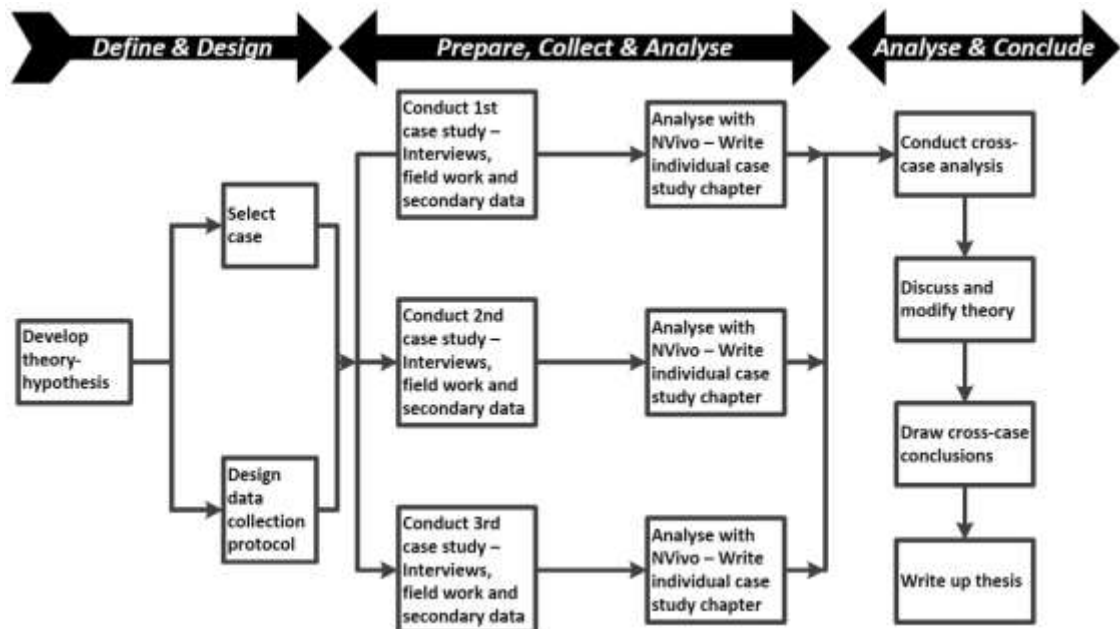 Define & Design
Prepare, Collect & Analyse
Analyse & Conclude
Develop
theory-
hypothesis
Select
case
Design
data
collection
protocol
Conduct 1st
case study –
Interviews,
field work and
secondary data
Analyse with
NVivo – Write
individual case
study chapter
Conduct 2nd
case study –
Interviews,
field work and
secondary data
Analyse with
NVivo – Write
individual case
study chapter
Conduct 3rd
case study –
Interviews,
field work and
secondary data
Analyse with
NVivo – Write
individual case
study chapter
Conduct cross-
case analysis
Discuss and
modify theory
Draw cross-case
conclusions
Write up thesis